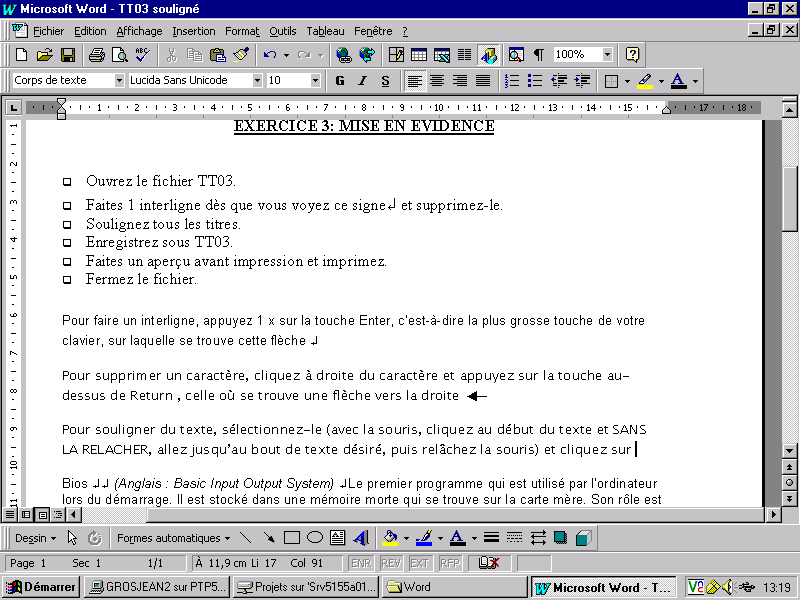 Microsoft Word - TT03 souligné
Fichier Edition Affichage Insertion Format Outils Tableau Fenêtre ?
100%
Corps de texte Lucida Sans Unicode 10 G I S
1 2 3 4 5 6 7 8 9 10 11 12 13 14 15 17 18
EXERCICE 3: MISE EN EVIDENCE
Ouvrez le fichier TT03.
Faites 1 interligne dès que vous voyez ce signe↲ et supprimez-le.
Soulignez tous les titres.
Enregistrez sous TT03.
Faites un aperçu avant impression et imprimez.
Fermez le fichier.
Pour faire un interligne, appuyez 1 x sur la touche Enter, c'est-à-dire la plus grosse touche de votre
clavier, sur laquelle se trouve cette flèche ↲
Pour supprimer un caractère, cliquez à droite du caractère et appuyez sur la touche au-
dessus de Return , celle où se trouve une flèche vers la droite ←
Pour souligner du texte, sélectionnez-le (avec la souris, cliquez au début du texte et SANS
LA RELACHER, allez jusqu'au bout de texte désiré, puis relâchez la souris) et cliquez sur
Bios ↲↲ (Anglais : Basic Input Output System) ↲Le premier programme qui est utilisé par l'ordinateur
lors du démarrage. Il est stocké dans une mémoire morte qui se trouve sur la carte mère. Son rôle est
Dessin Formes automatiques
Page 1 Sec 1 1/1 À 11,9 cm Li 17 Col 91 ENR REV EXT RFP
Démarrer GROSJEAN2 sur PTP5... Projets sur 'Srv5155a01... Word Microsoft Word - T... 13:19